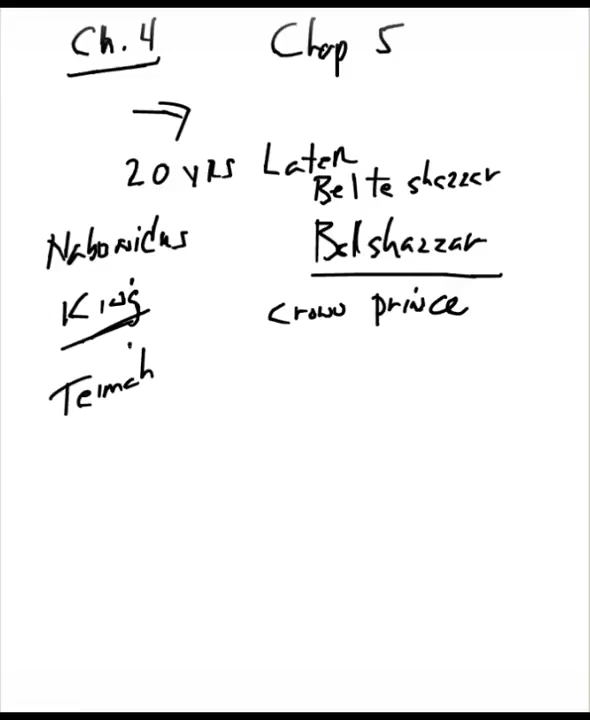 Ch. 4 Chap 5
20 yrs Later
Belteshazzar
Nabonidus Belshazzar
King crown prince
Teimah